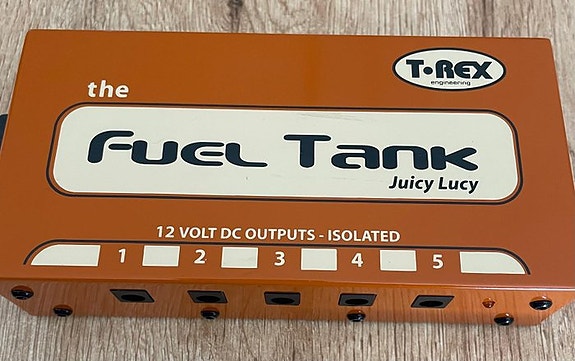 T·REX
engineering
the
Fuel Tank
Juicy Lucy
12 VOLT DC OUTPUTS - ISOLATED
1 2 3 4 5